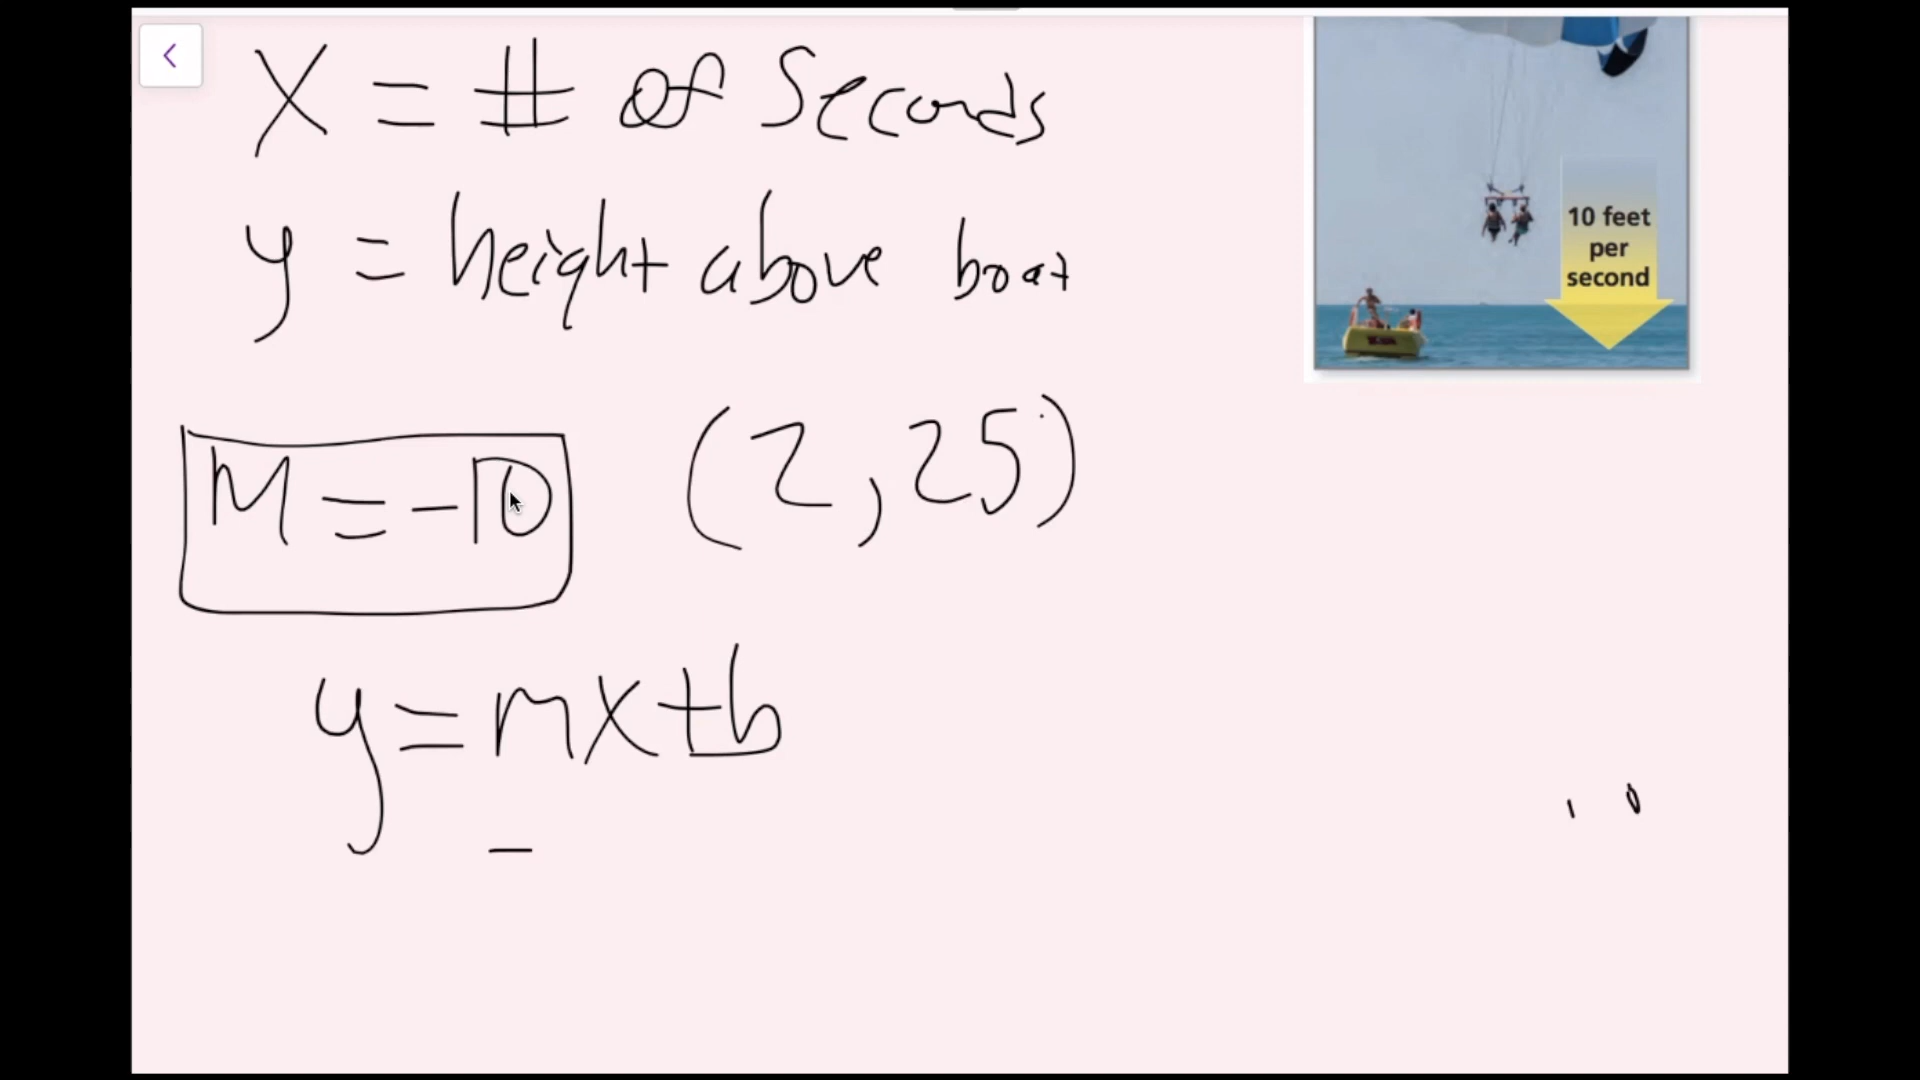 X = # of Seconds
y = height above boat
10 feet
per
second
M = -10 (2, 25)
y = mx + b
-